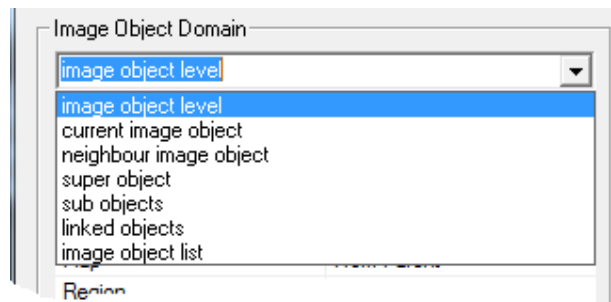 Image Object Domain
image object level
image object level
current image object
neighbour image object
super object
sub objects
linked objects
image object list
Region